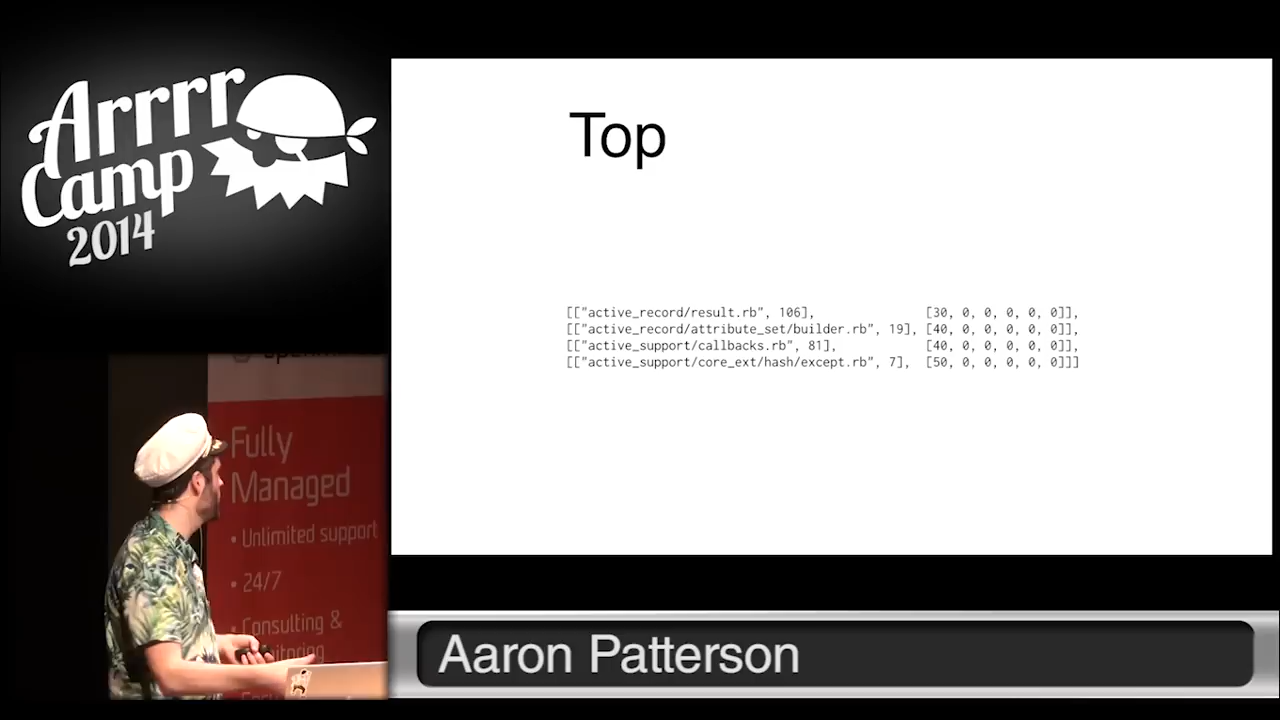 Arrrr
Camp
2014
Top
[["active_record/result.rb", 106], [30, 0, 0, 0, 0, 0]],
[["active_record/attribute_set/builder.rb", 19], [40, 0, 0, 0, 0, 0]],
[["active_support/callbacks.rb", 81], [40, 0, 0, 0, 0, 0]],
[["active_support/core_ext/hash/except.rb", 7], [50, 0, 0, 0, 0, 0]]]
Fully
Managed
• Unlimited support
• 24/7
• Consulting &
Aaron Patterson